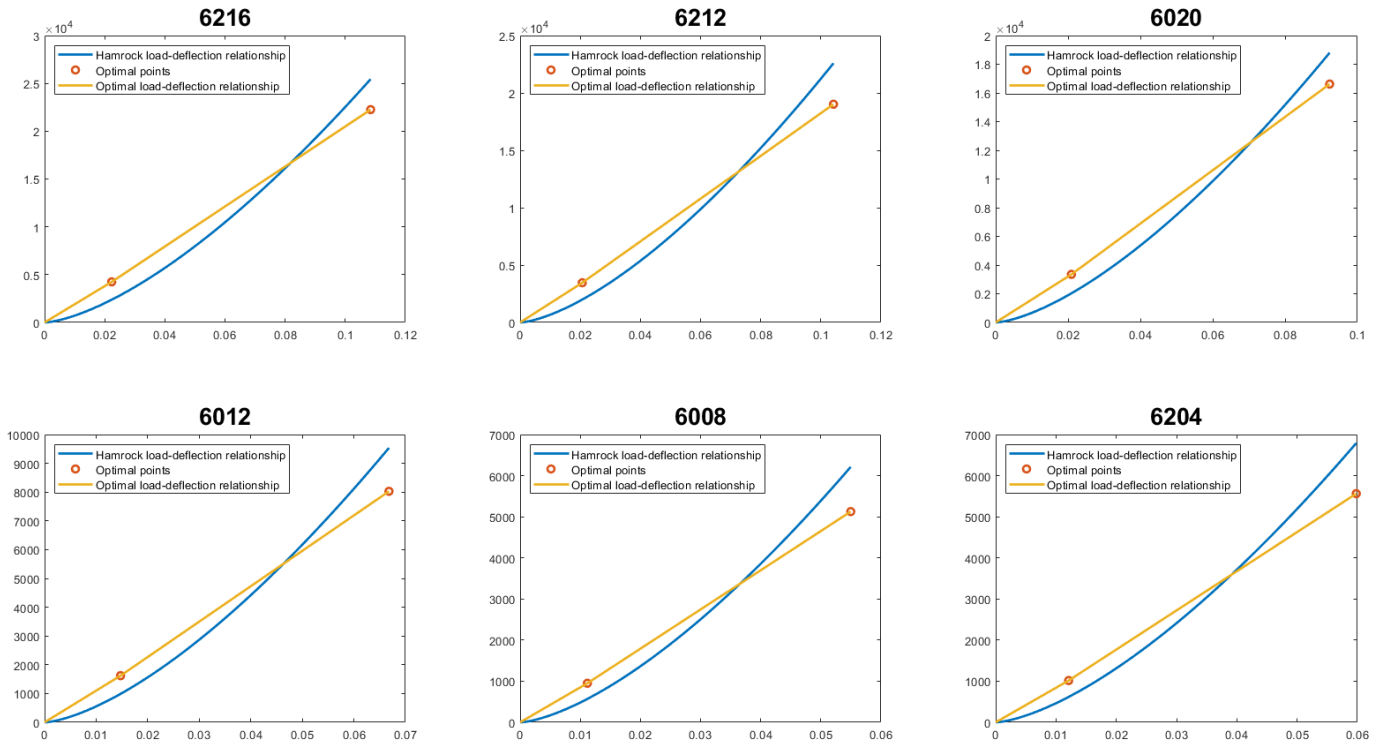 6216
×10⁴
3
2.5
2
1.5
1
0.5
0
0 0.02 0.04 0.06 0.08 0.1 0.12
Hamrock load-deflection relationship
Optimal points
Optimal load-deflection relationship
6212
×10⁴
2.5
2
1.5
1
0.5
0
0 0.02 0.04 0.06 0.08 0.1 0.12
Hamrock load-deflection relationship
Optimal points
Optimal load-deflection relationship
6020
×10⁴
2
1.8
1.6
1.4
1.2
1
0.8
0.6
0.4
0.2
0
0 0.02 0.04 0.06 0.08 0.1
Hamrock load-deflection relationship
Optimal points
Optimal load-deflection relationship
6012
10000
9000
8000
7000
6000
5000
4000
3000
2000
1000
0
0 0.01 0.02 0.03 0.04 0.05 0.06 0.07
Hamrock load-deflection relationship
Optimal points
Optimal load-deflection relationship
6008
7000
6000
5000
4000
3000
2000
1000
0
0 0.01 0.02 0.03 0.04 0.05 0.06
Hamrock load-deflection relationship
Optimal points
Optimal load-deflection relationship
6204
7000
6000
5000
4000
3000
2000
1000
0
0 0.01 0.02 0.03 0.04 0.05 0.06
Hamrock load-deflection relationship
Optimal points
Optimal load-deflection relationship